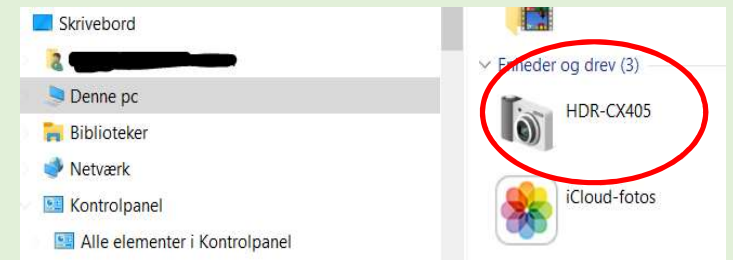 Skrivebord
Denne pc
Biblioteker
Netværk
Kontrolpanel
Alle elementer i Kontrolpanel
Enheder og drev (3)
HDR-CX405
iCloud-fotos